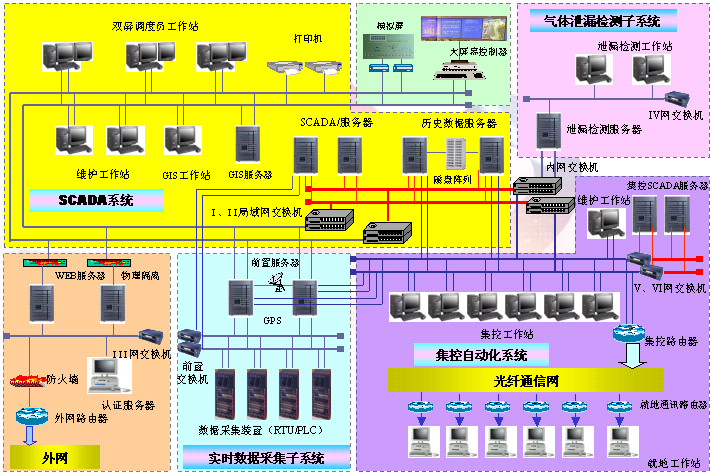 双屏调度员工作站
打印机
模拟屏
大屏幕控制器
气体泄漏检测子系统
泄漏检测工作站
IV网交换机
泄漏检测服务器
维护工作站
GIS工作站
GIS服务器
SCADA服务器
历史数据服务器
磁盘阵列
SCADA系统
I、II局域网交换机
内网交换机
维护工作站
集控SCADA服务器
V、VI网交换机
WEB服务器
物理隔离
前置服务器
GPS
III网交换机
前置
交换机
集控工作站
集控路由器
集控自动化系统
光纤通信网
防火墙
认证服务器
外网路由器
外网
数据采集装置（RTU/PLC）
实时数据采集子系统
就地通讯路由器
就地工作站